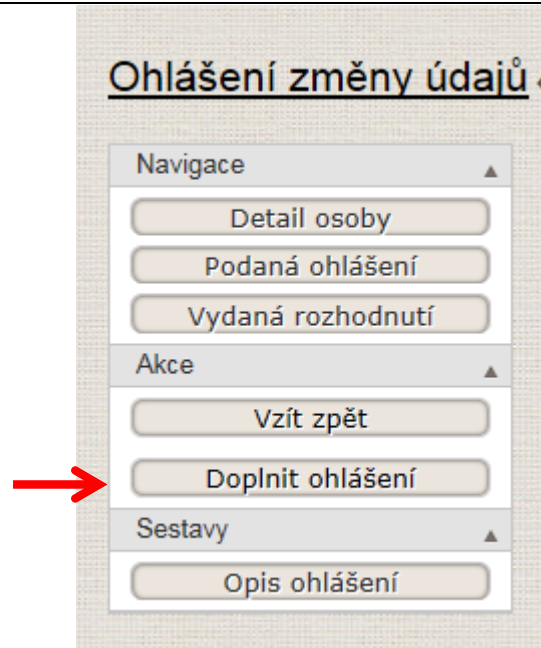 Ohlášení změny údajů
Navigace
Detail osoby
Podaná ohlášení
Vydaná rozhodnutí
Akce
Vzít zpět
Doplnit ohlášení
Sestavy
Opis ohlášení